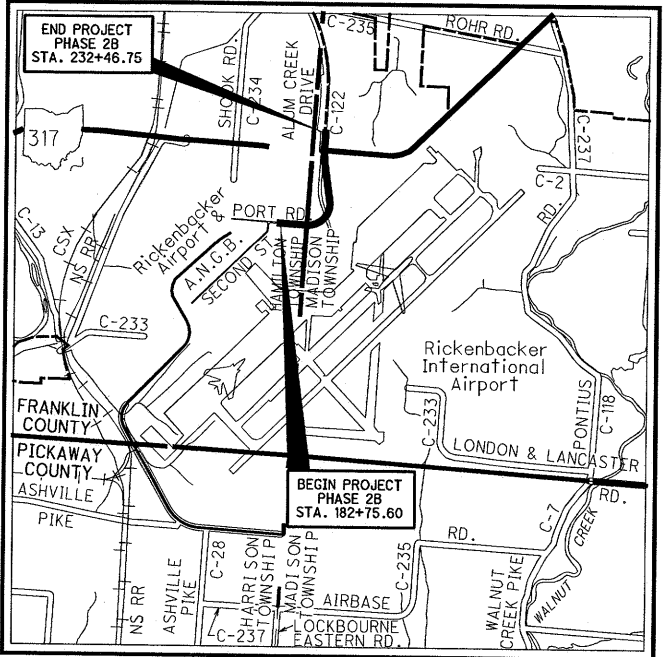 END PROJECT
PHASE 2B
STA. 232+46.75
SHOOK RD.
C-234
ALUM CREEK
DRIVE
C-122
C-235
ROHR RD.
317
C-237
C-2
RD.
C-13
CSX
NS RR
Rickenbacker
Airport &
A.N.G.B.
PORT RD.
SECOND ST.
HAMILTON
TOWNSHIP
MADISON
TOWNSHIP
C-233
Rickenbacker
International
Airport
C-233
PONTIUS
C-118
FRANKLIN
COUNTY
LONDON & LANCASTER
RD.
PICKAWAY
COUNTY
ASHVILLE
PIKE
BEGIN PROJECT
PHASE 2B
STA. 182+75.60
NS RR
ASHVILLE
PIKE
C-28
C-237
HARRISON
TOWNSHIP
MADISON
TOWNSHIP
AIRBASE
RD.
C-235
LOCKBOURNE
EASTERN RD.
WALNUT
CREEK PIKE
C-7
WALNUT
CREEK